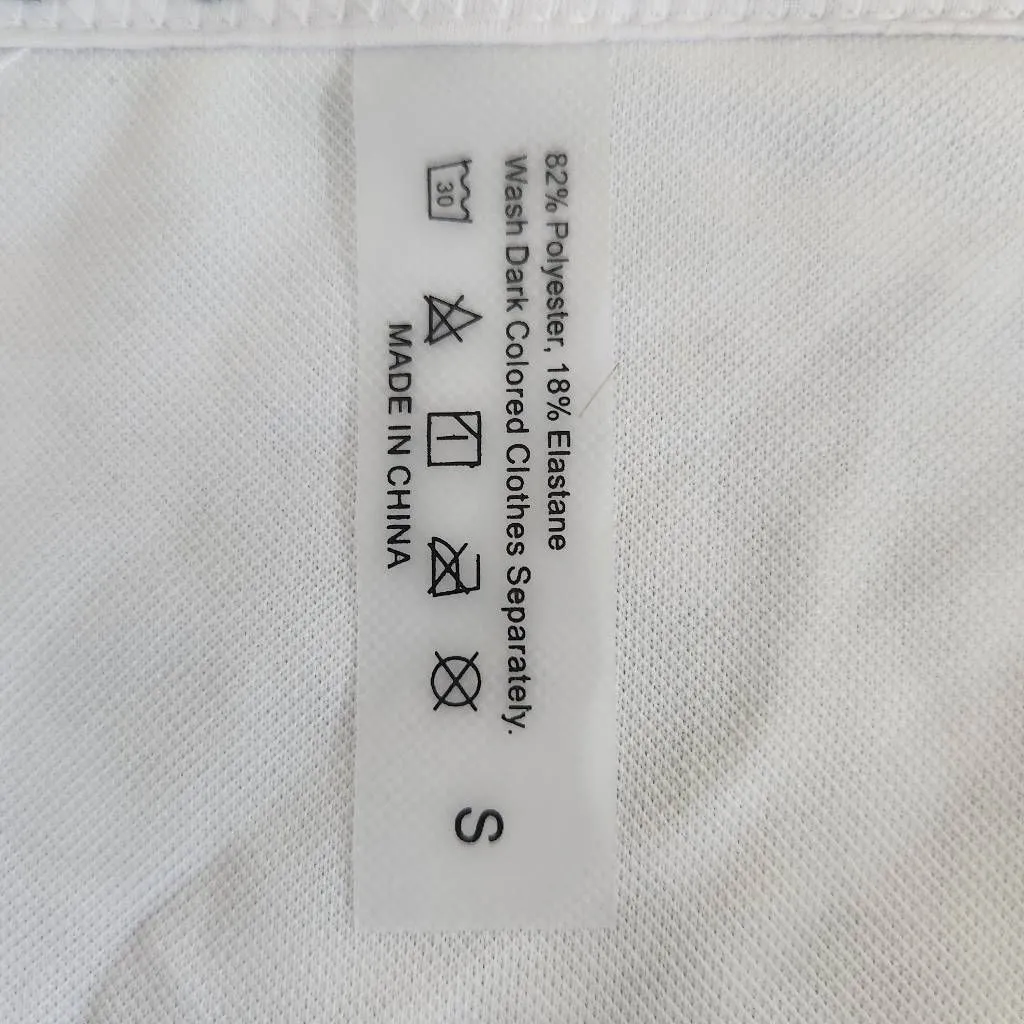 82% Polyester, 18% Elastane
Wash Dark Colored Clothes Separately.
30
MADE IN CHINA
S